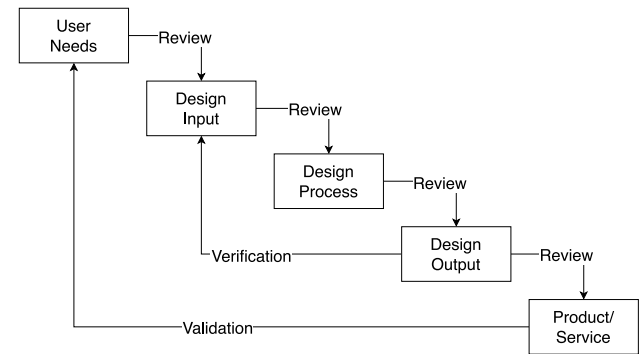 User
Needs
Review
Design
Input
Review
Design
Process
Review
Design
Output
Review
Verification
Product/
Service
Validation